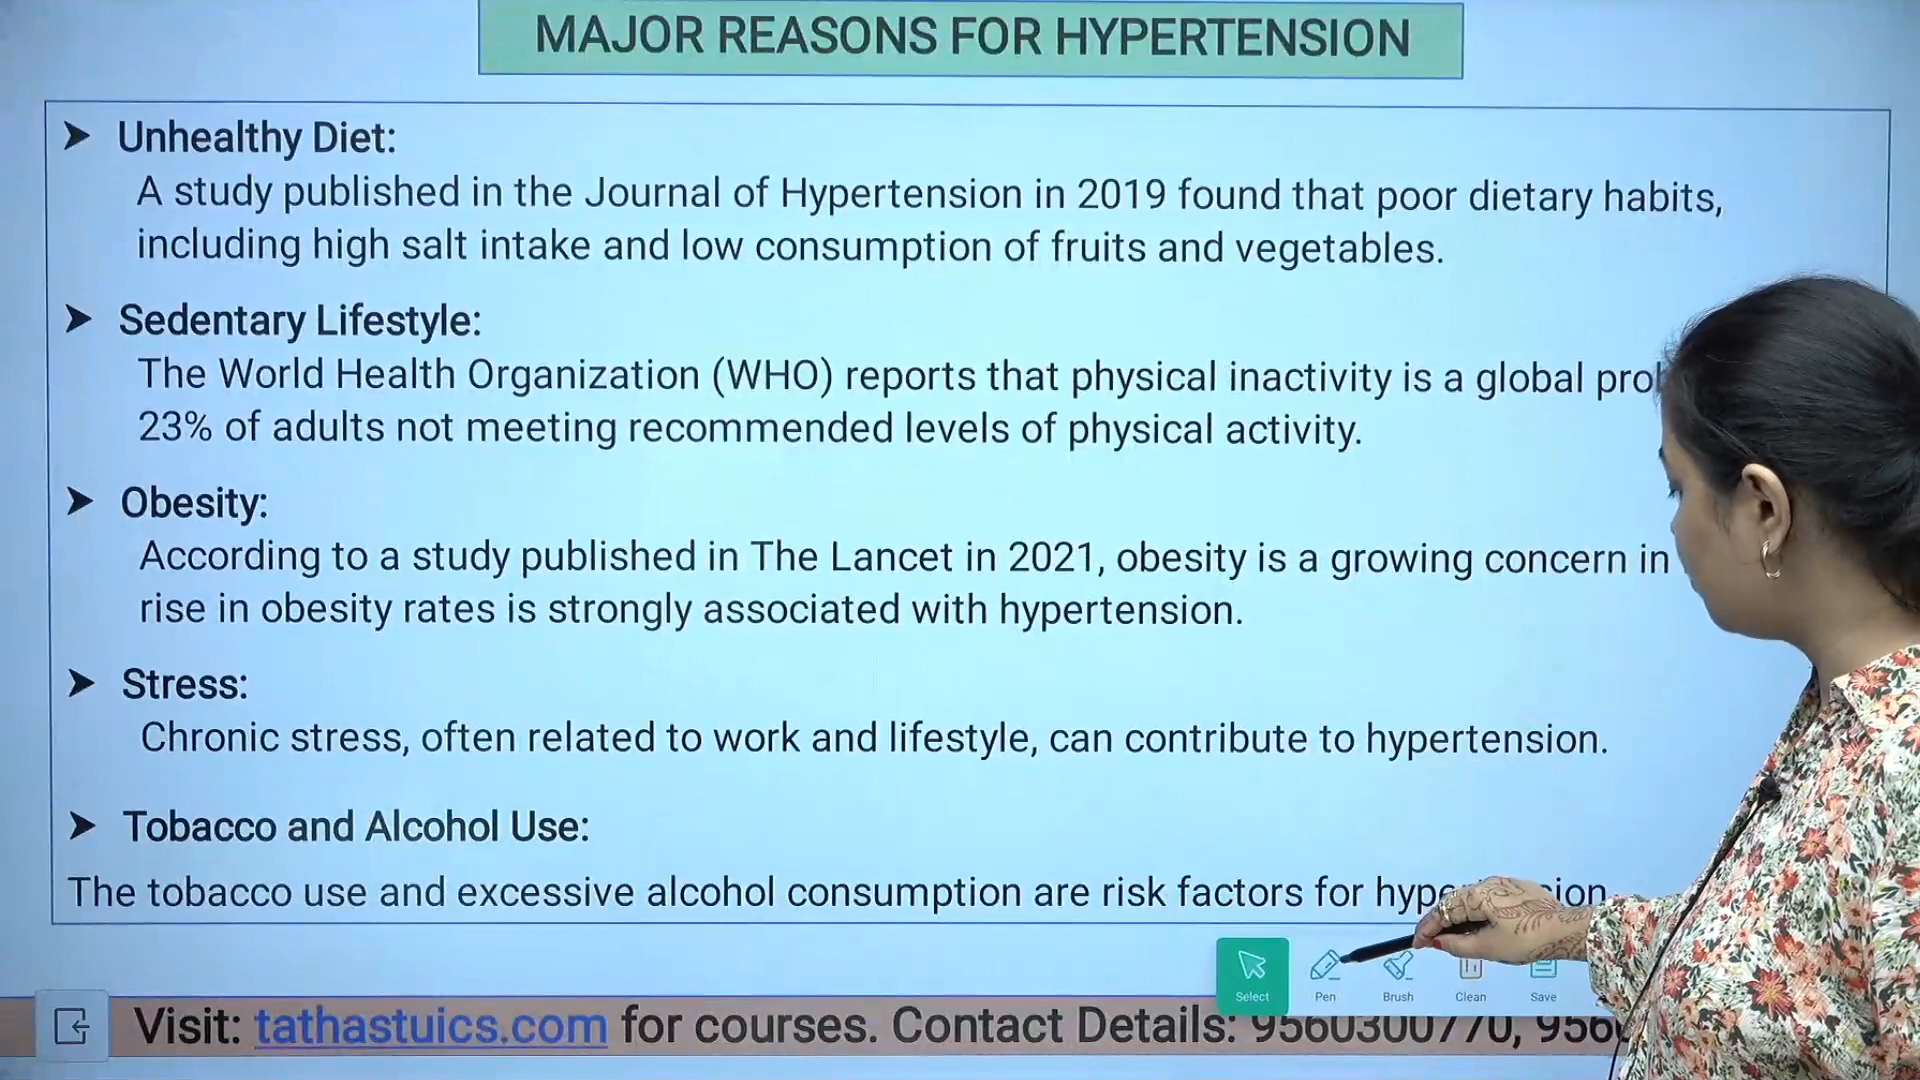 MAJOR REASONS FOR HYPERTENSION
➤ Unhealthy Diet:
A study published in the Journal of Hypertension in 2019 found that poor dietary habits,
including high salt intake and low consumption of fruits and vegetables.
➤ Sedentary Lifestyle:
The World Health Organization (WHO) reports that physical inactivity is a global
23% of adults not meeting recommended levels of physical activity.
➤ Obesity:
According to a study published in The Lancet in 2021, obesity is a growing concern in
rise in obesity rates is strongly associated with hypertension.
➤ Stress:
Chronic stress, often related to work and lifestyle, can contribute to hypertension.
➤ Tobacco and Alcohol Use:
The tobacco use and excessive alcohol consumption are risk factors for
Select Pen Brush Clean Save
Visit: tathastuics.com for courses. Contact Details: 9560300770,